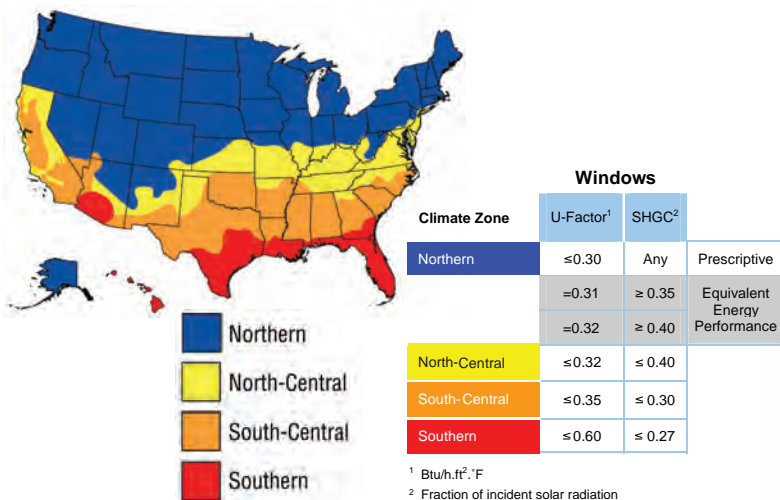 Northern
North-Central
South-Central
Southern
Windows
Climate Zone U-Factor¹ SHGC²
Northern ≤0.30 Any Prescriptive
=0.31 ≥ 0.35 Equivalent
Energy
=0.32 ≥ 0.40 Performance
North-Central ≤0.32 ≤ 0.40
South-Central ≤0.35 ≤ 0.30
Southern ≤0.60 ≤ 0.27
¹ Btu/h.ft².°F
² Fraction of incident solar radiation